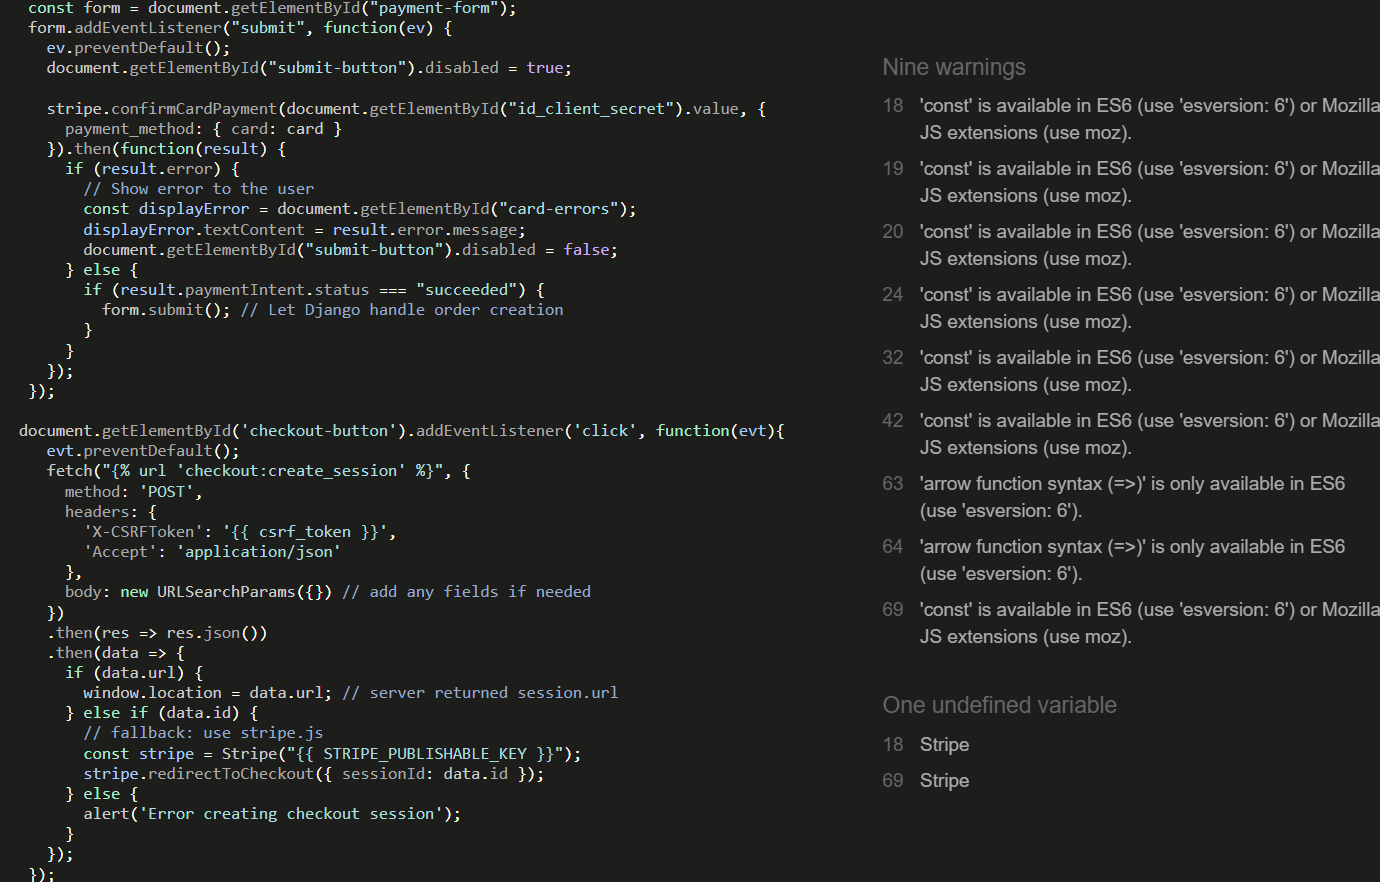 const form = document.getElementById("payment-form");
form.addEventListener("submit", function(ev) {
ev.preventDefault();
document.getElementById("submit-button").disabled = true;
stripe.confirmCardPayment(document.getElementById("id_client_secret").value, {
payment_method: { card: card }
}).then(function(result) {
if (result.error) {
// Show error to the user
const displayError = document.getElementById("card-errors");
displayError.textContent = result.error.message;
document.getElementById("submit-button").disabled = false;
} else {
if (result.paymentIntent.status === "succeeded") {
form.submit(); // Let Django handle order creation
}
}
});
});
document.getElementById('checkout-button').addEventListener('click', function(evt){
evt.preventDefault();
fetch("{% url 'checkout:create_session' %}", {
method: 'POST',
headers: {
'X-CSRFToken': '{{ csrf_token }}',
'Accept': 'application/json'
},
body: new URLSearchParams({}) // add any fields if needed
})
.then(res => res.json())
.then(data => {
if (data.url) {
window.location = data.url; // server returned session.url
} else if (data.id) {
// fallback: use stripe.js
const stripe = Stripe("{{ STRIPE_PUBLISHABLE_KEY }}");
stripe.redirectToCheckout({ sessionId: data.id });
} else {
alert('Error creating checkout session');
}
});
});
Nine warnings
18 'const' is available in ES6 (use 'esversion: 6') or Mozilla
JS extensions (use moz).
19 'const' is available in ES6 (use 'esversion: 6') or Mozilla
JS extensions (use moz).
20 'const' is available in ES6 (use 'esversion: 6') or Mozilla
JS extensions (use moz).
24 'const' is available in ES6 (use 'esversion: 6') or Mozilla
JS extensions (use moz).
32 'const' is available in ES6 (use 'esversion: 6') or Mozilla
JS extensions (use moz).
42 'const' is available in ES6 (use 'esversion: 6') or Mozilla
JS extensions (use moz).
63 'arrow function syntax (=>)' is only available in ES6
(use 'esversion: 6').
64 'arrow function syntax (=>)' is only available in ES6
(use 'esversion: 6').
69 'const' is available in ES6 (use 'esversion: 6') or Mozilla
JS extensions (use moz).
One undefined variable
18 Stripe
69 Stripe